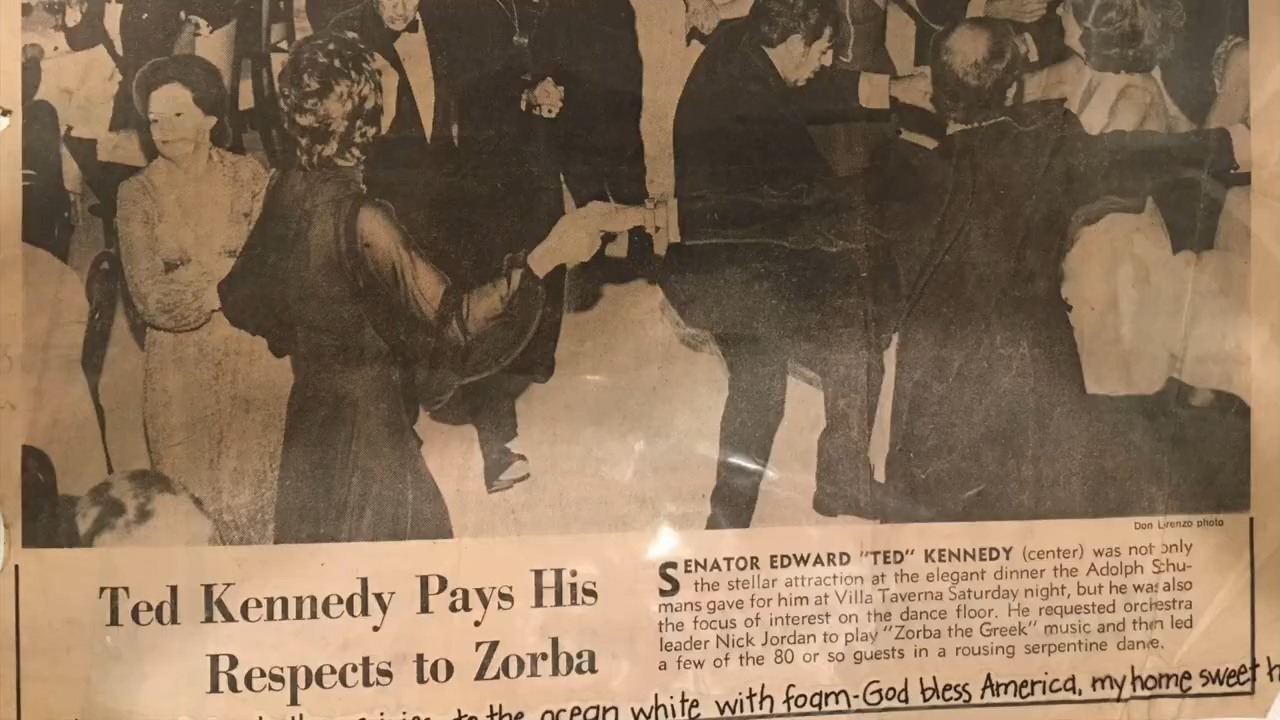 Don Lorenzo photo
Ted Kennedy Pays His
Respects to Zorba
SENATOR EDWARD "TED" KENNEDY (center) was not only
the stellar attraction at the elegant dinner the Adolph Schu-
mans gave for him at Villa Taverna Saturday night, but he was also
the focus of interest on the dance floor. He requested orchestra
leader Nick Jordan to play "Zorba the Greek" music and then led
a few of the 80 or so guests in a rousing serpentine dance.
to the ocean white with foam-God bless America, my home sweet